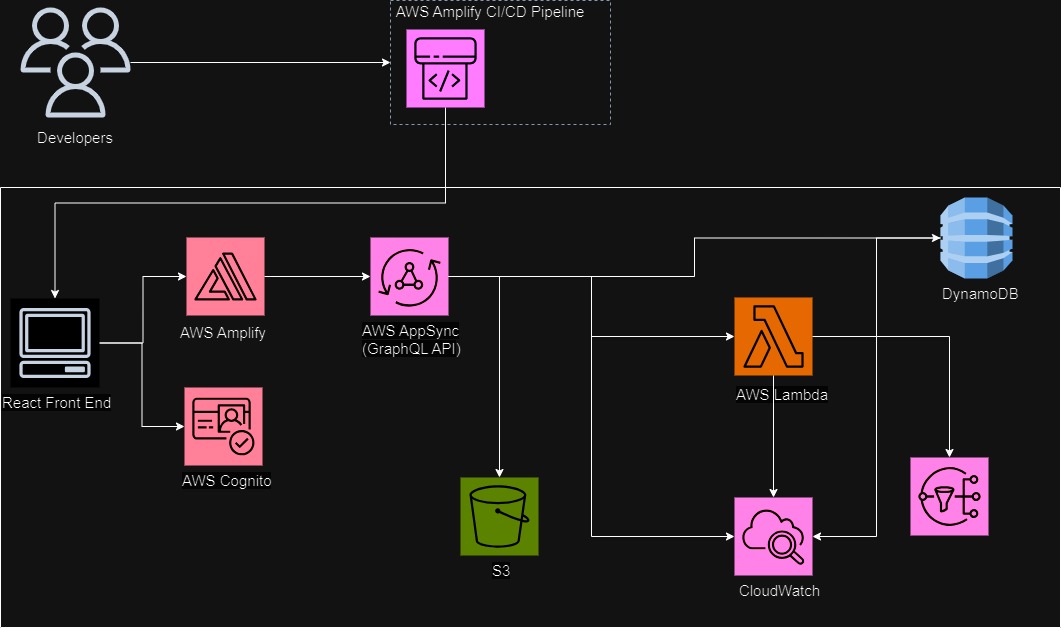 AWS Amplify CI/CD Pipeline
</>
Developers
AWS Amplify
AWS AppSync
(GraphQL API)
DynamoDB
React Front End
AWS Lambda
AWS Cognito
S3
CloudWatch